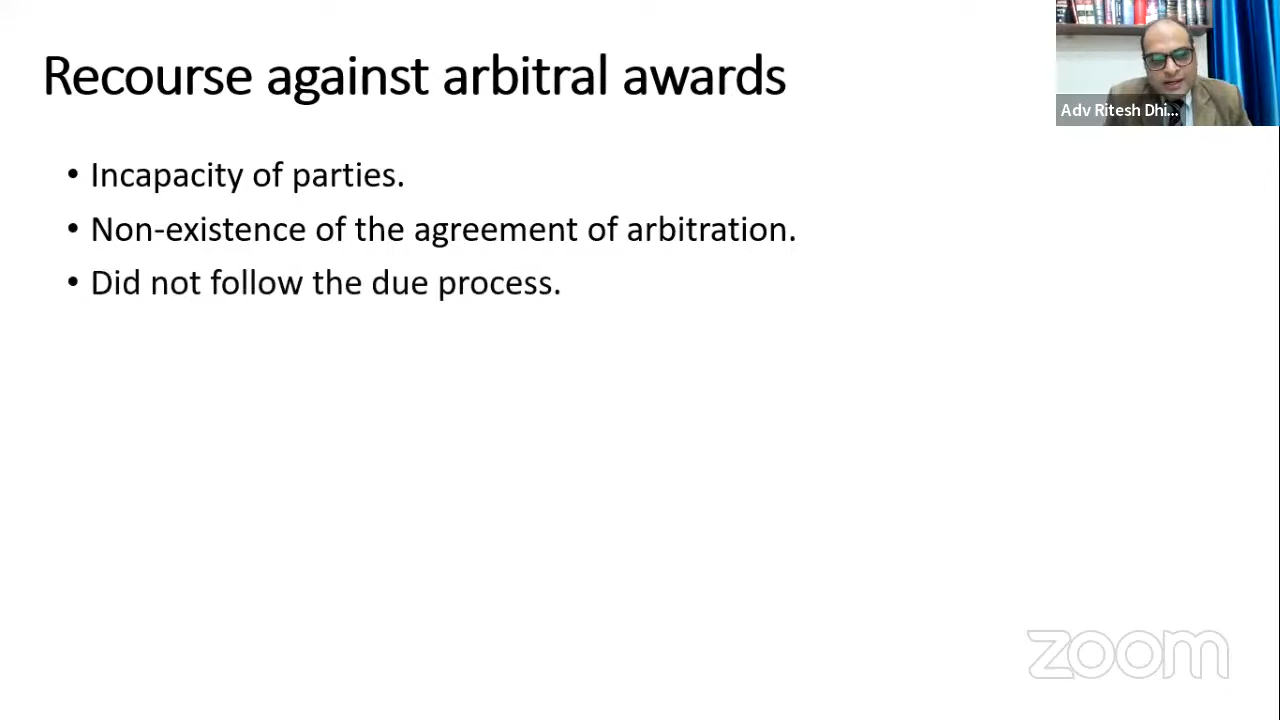 Recourse against arbitral awards
Adv Ritesh Dhi...
• Incapacity of parties.
• Non-existence of the agreement of arbitration.
• Did not follow the due process.
zoom